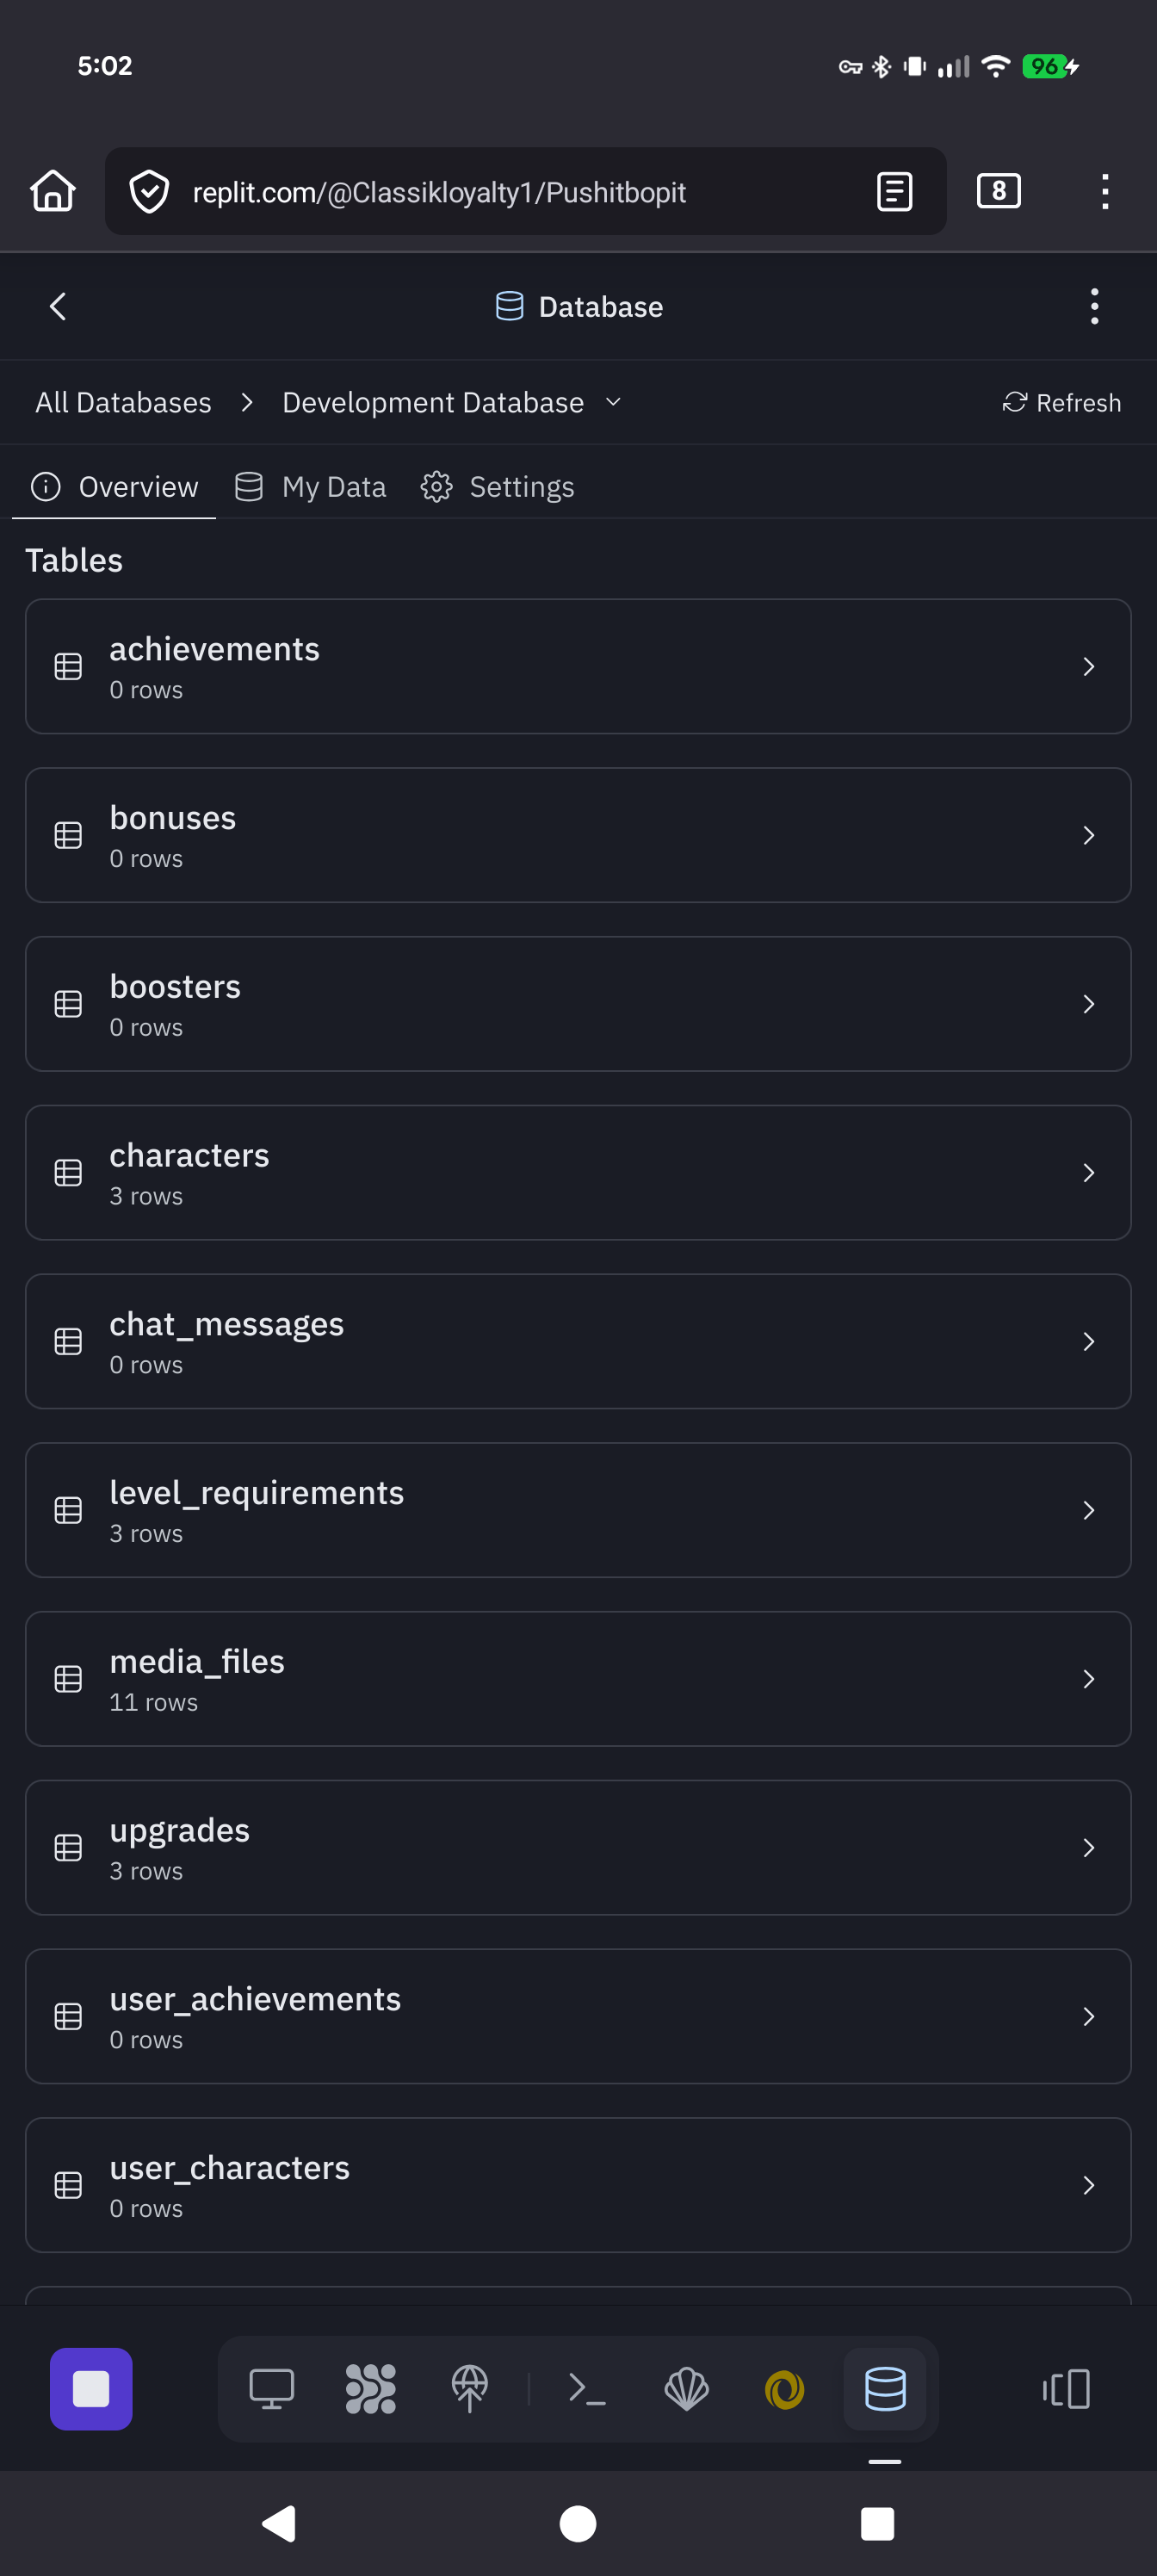 5:02
96
replit.com/@Classikloyalty1/Pushitbopit
8
Database
All Databases > Development Database
Refresh
Overview
My Data
Settings
Tables
achievements
0 rows
bonuses
0 rows
boosters
0 rows
characters
3 rows
chat_messages
0 rows
level_requirements
3 rows
media_files
11 rows
upgrades
3 rows
user_achievements
0 rows
user_characters
0 rows